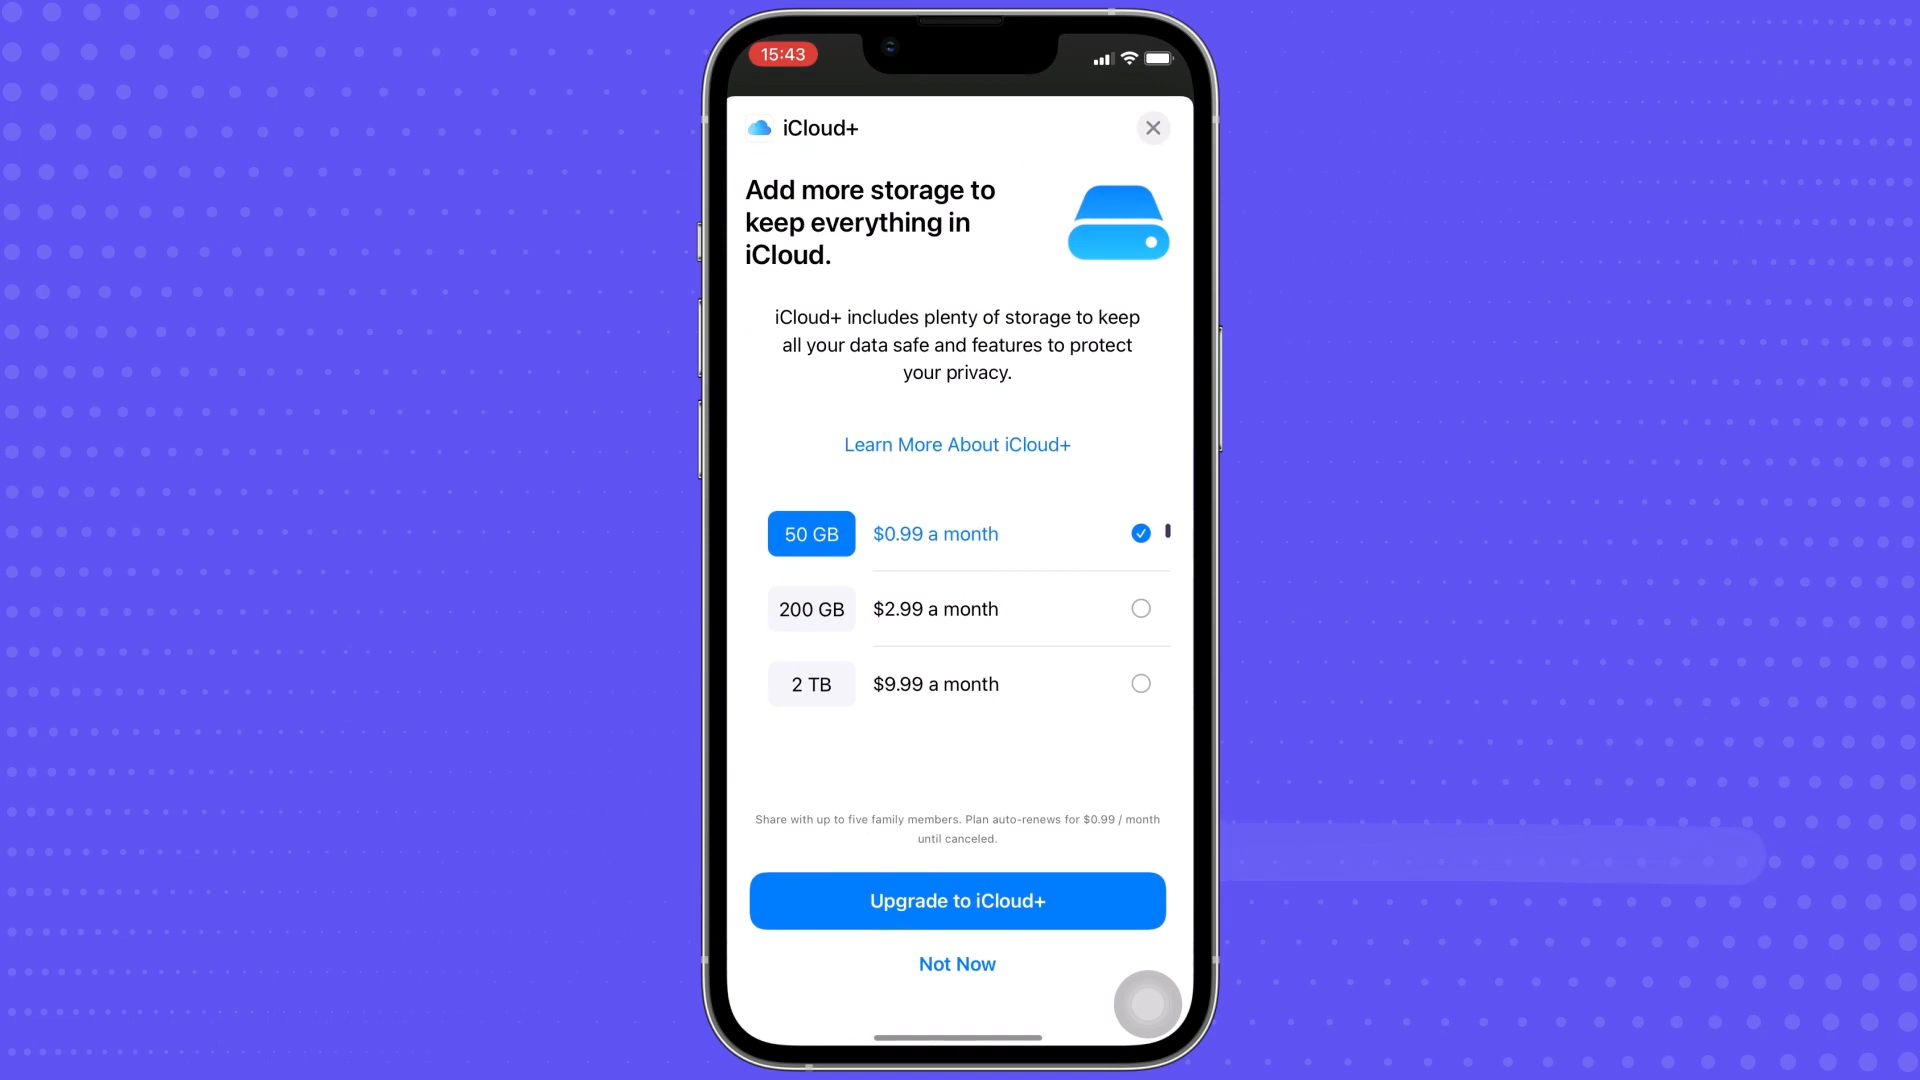 15:43
iCloud+
Add more storage to
keep everything in
iCloud.
iCloud+ includes plenty of storage to keep
all your data safe and features to protect
your privacy.
Learn More About iCloud+
50 GB $0.99 a month
200 GB $2.99 a month
2 TB $9.99 a month
Share with up to five family members. Plan auto-renews for $0.99 / month
until canceled.
Upgrade to iCloud+
Not Now